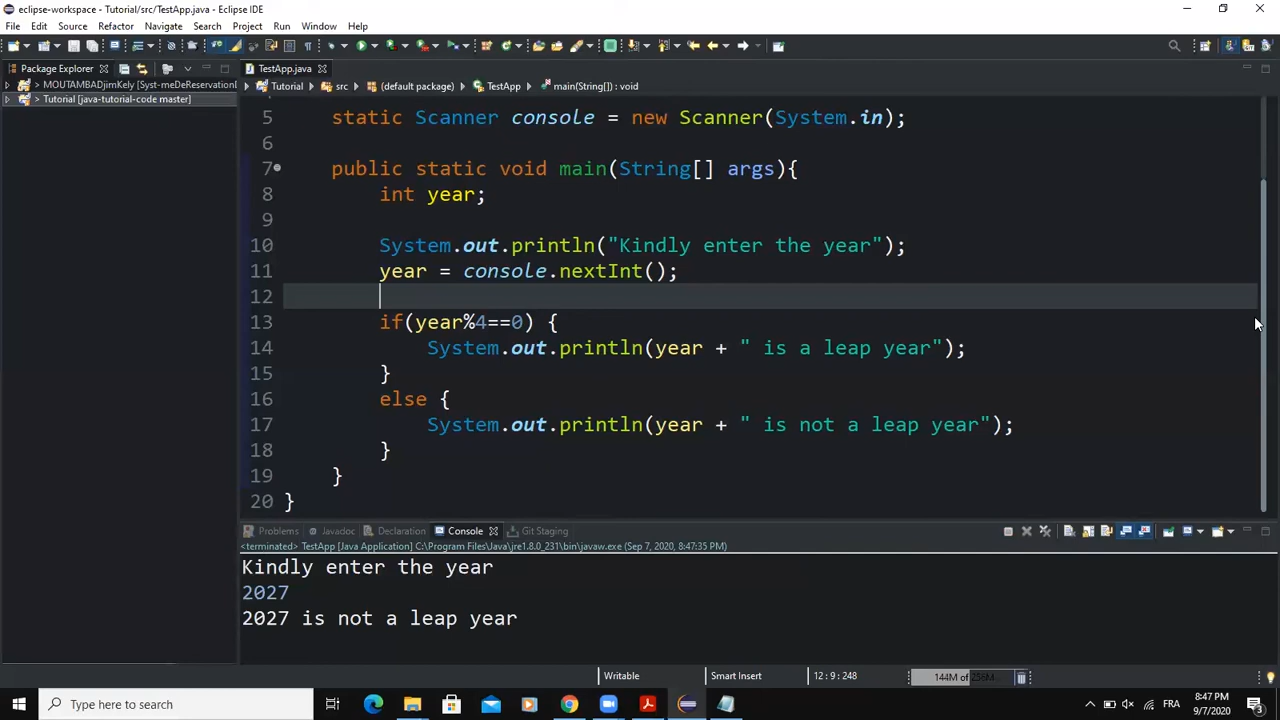 eclipse-workspace - Tutorial/src/TestApp.java - Eclipse IDE
File Edit Source Refactor Navigate Search Project Run Window Help
Package Explorer
TestApp.java
> MOUTAMBADjimKely [Syst-meDeReservationD
> Tutorial [java-tutorial-code master]
Tutorial src (default package) TestApp main(String[]) : void
5 static Scanner console = new Scanner(System.in);
6
7 public static void main(String[] args){
8 int year;
9
10 System.out.println("Kindly enter the year");
11 year = console.nextInt();
12
13 if(year%4==0) {
14 System.out.println(year + " is a leap year");
15 }
16 else {
17 System.out.println(year + " is not a leap year");
18 }
19 }
20 }
Problems Javadoc Declaration Console Git Staging
<terminated> TestApp [Java Application] C:\Program Files\Java\jre1.8.0_231\bin\javaw.exe (Sep 7, 2020, 8:47:35 PM)
Kindly enter the year
2027
2027 is not a leap year
Writable Smart Insert 12 : 9 : 248 144M of 256M
Type here to search
FRA
8:47 PM
9/7/2020
3